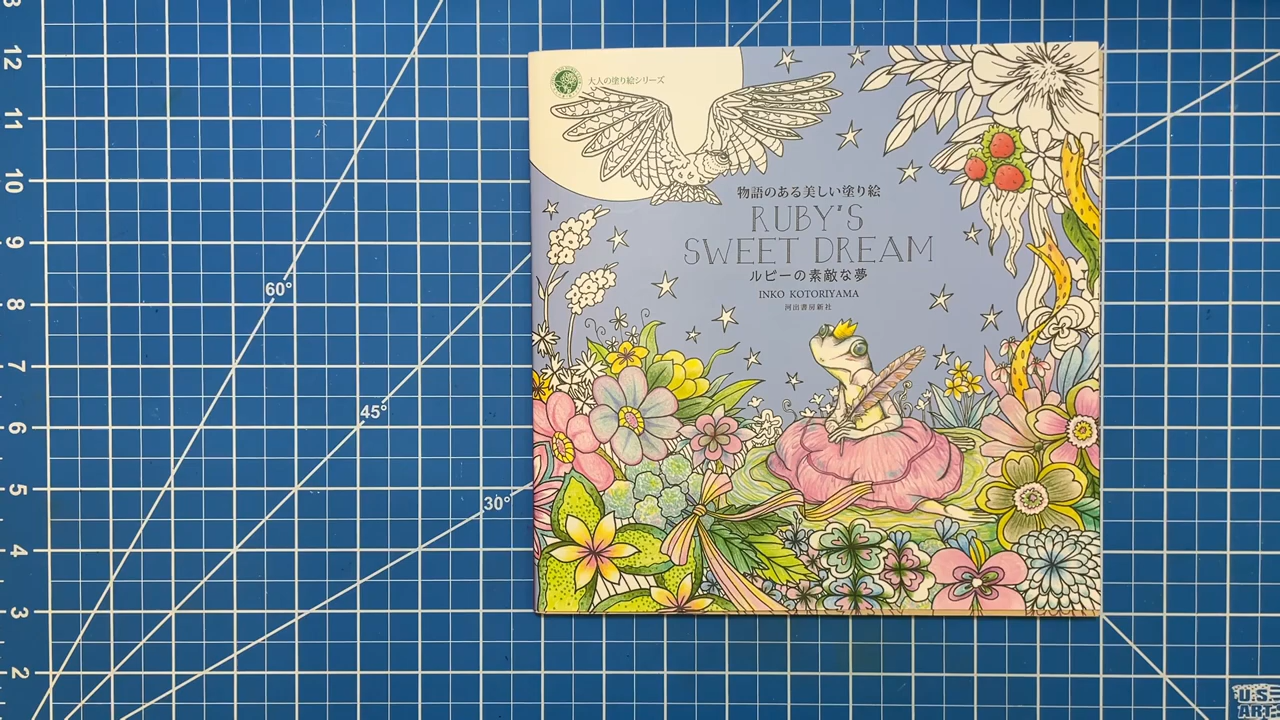 大人の塗り絵シリーズ
物語のある美しい塗り絵
RUBY'S
SWEET DREAM
ルビーの素敵な夢
INKO KOTORIYAMA
河出書房新社
12
11
10
9
8
7
6
5
4
3
2
60°
45°
30°
U.S.
ART